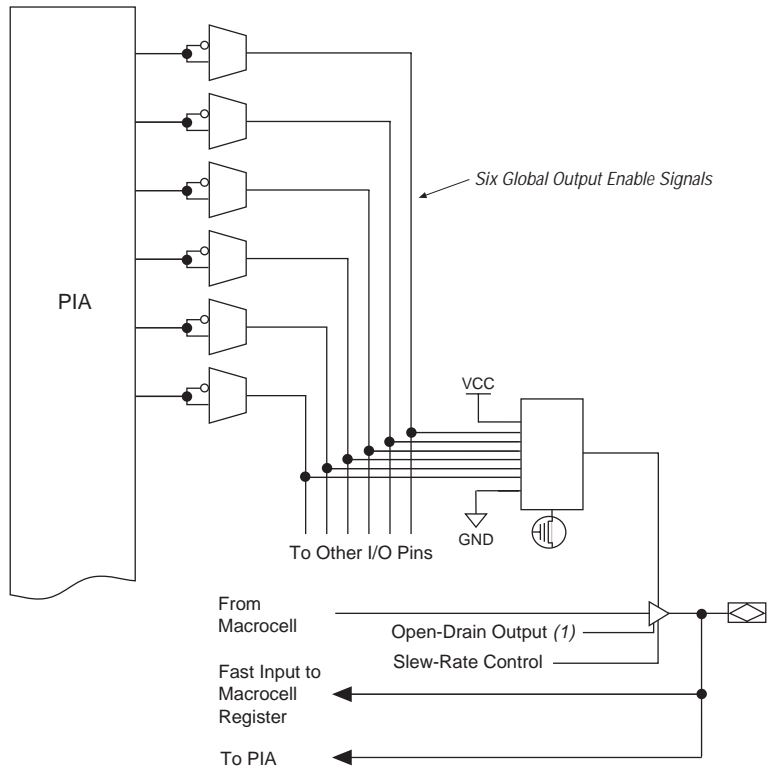 Six Global Output Enable Signals
PIA
VCC
GND
To Other I/O Pins
From
Macrocell
Open-Drain Output (1)
Slew-Rate Control
Fast Input to
Macrocell
Register
To PIA